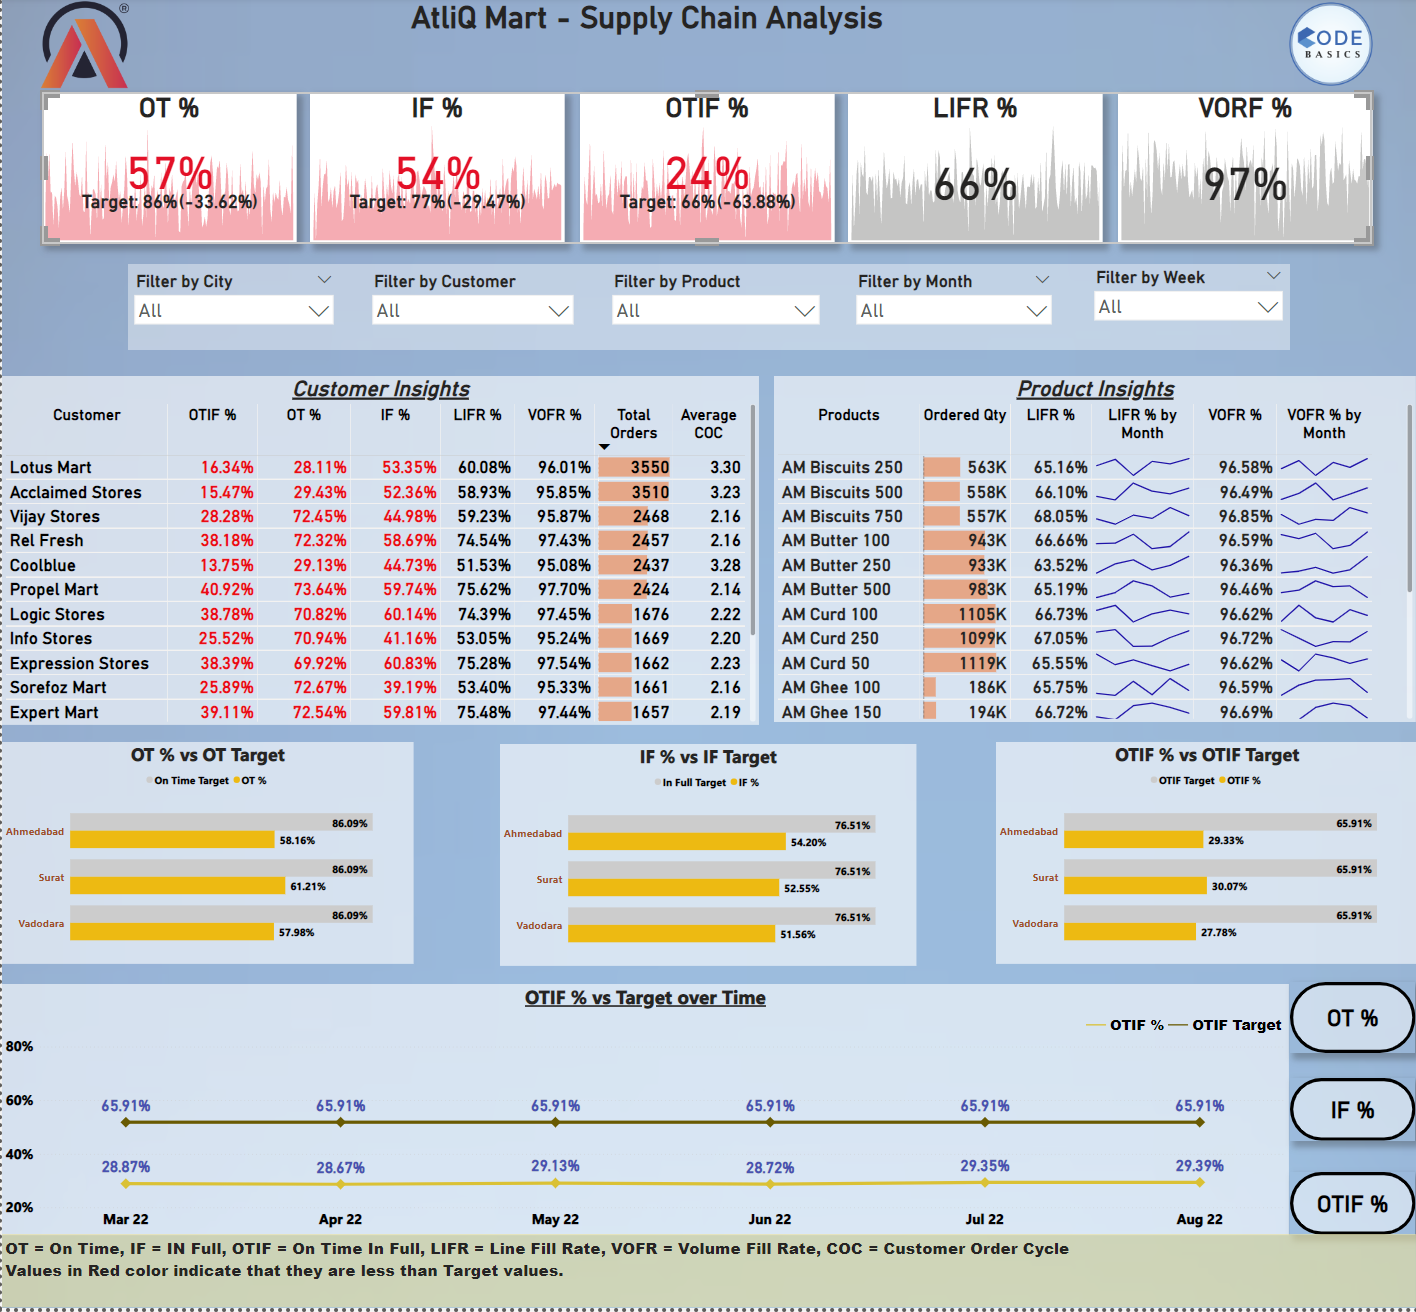 AtliQ Mart - Supply Chain Analysis
®
CODE
BASICS
OT %
57%
Target: 86%(-33.62%)
IF %
54%
Target: 77%(-29.47%)
OTIF %
24%
Target: 66%(-63.88%)
LIFR %
66%
VORF %
97%
Filter by City
All
Filter by Customer
All
Filter by Product
All
Filter by Month
All
Filter by Week
All
Customer Insights
Customer OTIF % OT % IF % LIFR % VOFR % Total Orders Average COC
Lotus Mart 16.34% 28.11% 53.35% 60.08% 96.01% 3550 3.30
Acclaimed Stores 15.47% 29.43% 52.36% 58.93% 95.85% 3510 3.23
Vijay Stores 28.28% 72.45% 44.98% 59.23% 95.87% 2468 2.16
Rel Fresh 38.18% 72.32% 58.69% 74.54% 97.43% 2457 2.16
Coolblue 13.75% 29.13% 44.73% 51.53% 95.08% 2437 3.28
Propel Mart 40.92% 73.64% 59.74% 75.62% 97.70% 2424 2.14
Logic Stores 38.78% 70.82% 60.14% 74.39% 97.45% 1676 2.22
Info Stores 25.52% 70.94% 41.16% 53.05% 95.24% 1669 2.20
Expression Stores 38.39% 69.92% 60.83% 75.28% 97.54% 1662 2.23
Sorefoz Mart 25.89% 72.67% 39.19% 53.40% 95.33% 1661 2.16
Expert Mart 39.11% 72.54% 59.81% 75.48% 97.44% 1657 2.19
Product Insights
Products Ordered Qty LIFR % LIFR % by Month VOFR % VOFR % by Month
AM Biscuits 250 563K 65.16% 96.58%
AM Biscuits 500 558K 66.10% 96.49%
AM Biscuits 750 557K 68.05% 96.85%
AM Butter 100 943K 66.66% 96.59%
AM Butter 250 933K 63.52% 96.36%
AM Butter 500 983K 65.19% 96.46%
AM Curd 100 1105K 66.73% 96.62%
AM Curd 250 1099K 67.05% 96.72%
AM Curd 50 1119K 65.55% 96.62%
AM Ghee 100 186K 65.75% 96.59%
AM Ghee 150 194K 66.72% 96.69%
OT % vs OT Target
On Time Target OT %
Ahmedabad 86.09% 58.16%
Surat 86.09% 61.21%
Vadodara 86.09% 57.98%
IF % vs IF Target
In Full Target IF %
Ahmedabad 76.51% 54.20%
Surat 76.51% 52.55%
Vadodara 76.51% 51.56%
OTIF % vs OTIF Target
OTIF Target OTIF %
Ahmedabad 65.91% 29.33%
Surat 65.91% 30.07%
Vadodara 65.91% 27.78%
OTIF % vs Target over Time
OTIF % OTIF Target
80%
60%
40%
20%
65.91% 65.91% 65.91% 65.91% 65.91% 65.91%
28.87% 28.67% 29.13% 28.72% 29.35% 29.39%
Mar 22 Apr 22 May 22 Jun 22 Jul 22 Aug 22
OT %
IF %
OTIF %
OT = On Time, IF = IN Full, OTIF = On Time In Full, LIFR = Line Fill Rate, VOFR = Volume Fill Rate, COC = Customer Order Cycle
Values in Red color indicate that they are less than Target values.